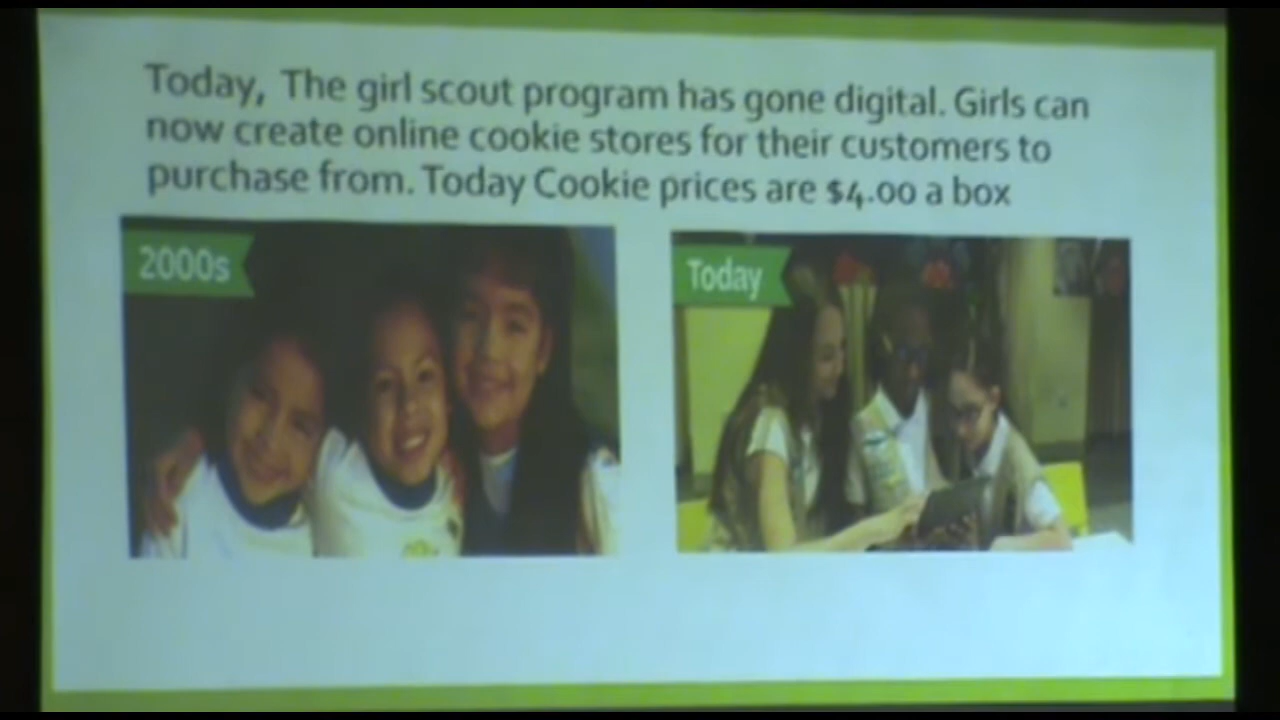 Today, The girl scout program has gone digital. Girls can
now create online cookie stores for their customers to
purchase from. Today Cookie prices are $4.00 a box
2000s
Today